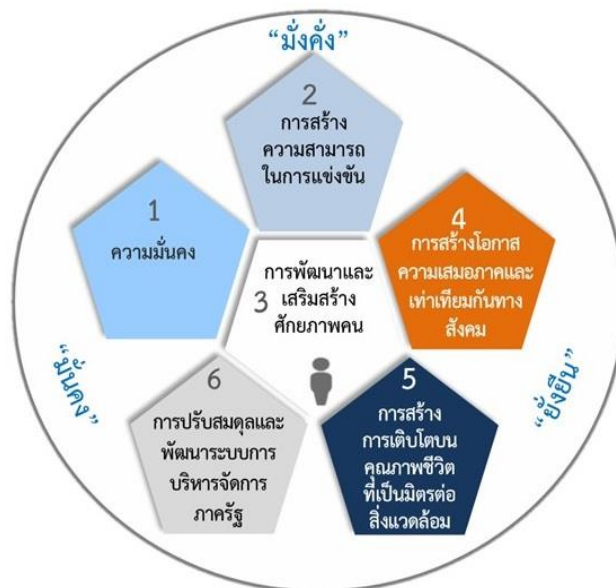 “มั่งคั่ง”
2
การสร้าง
ความสามารถ
ในการแข่งขัน
1
ความมั่นคง
4
การสร้างโอกาส
ความเสมอภาคและ
เท่าเทียมกันทาง
สังคม
3
การพัฒนาและ
เสริมสร้าง
ศักยภาพคน
“มั่นคง”
“ยั่งยืน”
6
การปรับสมดุลและ
พัฒนาระบบการ
บริหารจัดการ
ภาครัฐ
5
การสร้าง
การเติบโตบน
คุณภาพชีวิต
ที่เป็นมิตรต่อ
สิ่งแวดล้อม